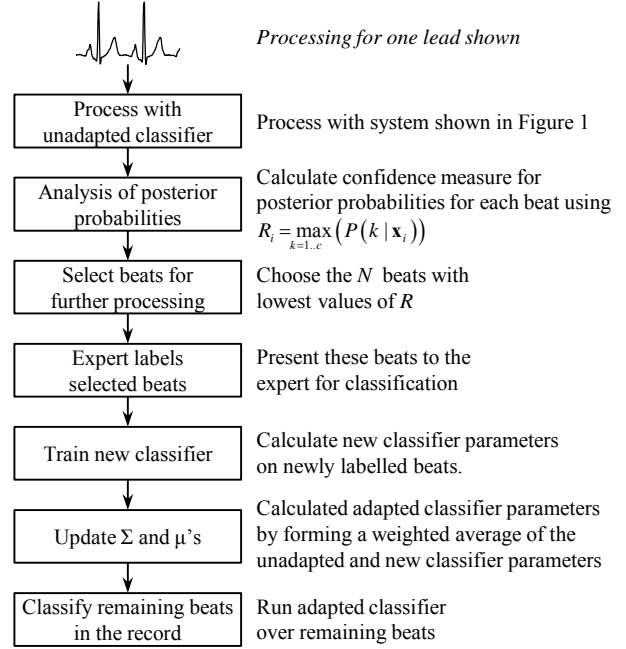 Processing for one lead shown
Process with
unadapted classifier
Process with system shown in Figure 1
Analysis of posterior
probabilities
Calculate confidence measure for
posterior probabilities for each beat using
R_i = max_{k=1..c} (P(k | x_i))
Select beats for
further processing
Choose the N beats with
lowest values of R
Expert labels
selected beats
Present these beats to the
expert for classification
Train new classifier
Calculate new classifier parameters
on newly labelled beats.
Update Σ and μ's
Calculated adapted classifier parameters
by forming a weighted average of the
unadapted and new classifier parameters
Classify remaining beats
in the record
Run adapted classifier
over remaining beats